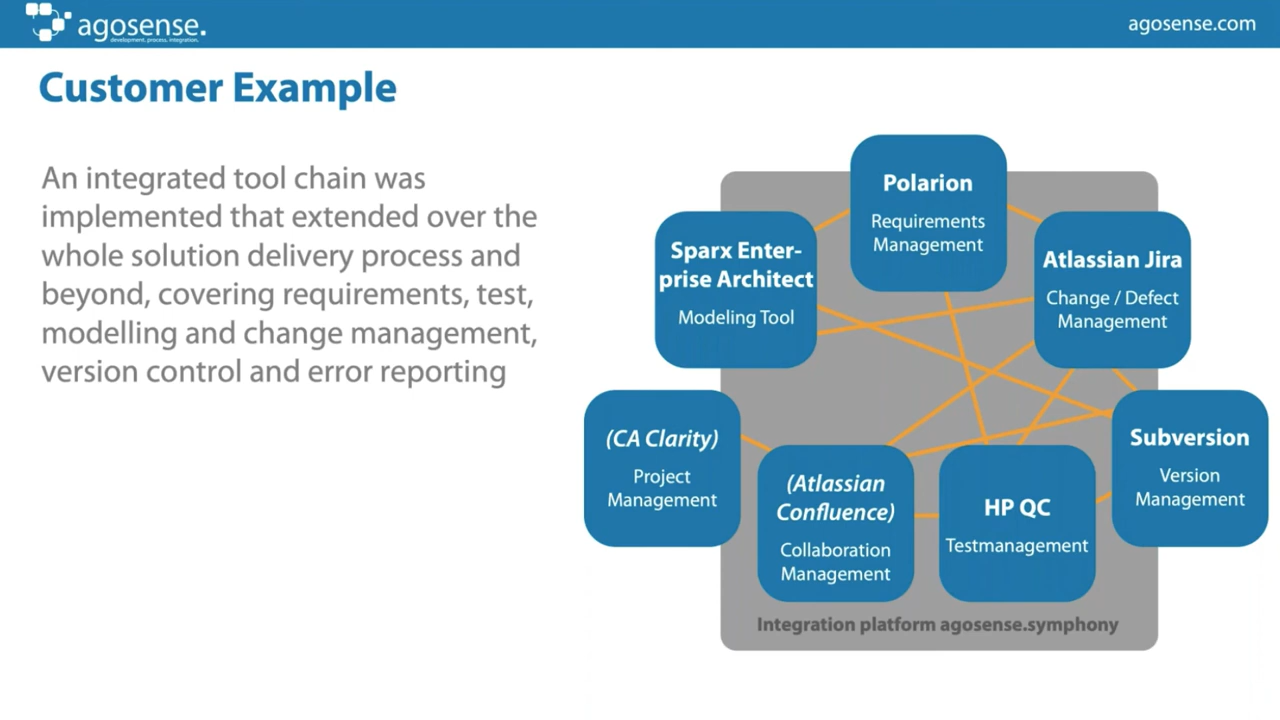 agosense.
development, process, integration.
agosense.com
Customer Example
An integrated tool chain was
implemented that extended over the
whole solution delivery process and
beyond, covering requirements, test,
modelling and change management,
version control and error reporting
Polarion
Requirements
Management
Sparx Enter-
prise Architect
Modeling Tool
Atlassian Jira
Change / Defect
Management
(CA Clarity)
Project
Management
(Atlassian
Confluence)
Collaboration
Management
HP QC
Testmanagement
Subversion
Version
Management
Integration platform agosense.symphony